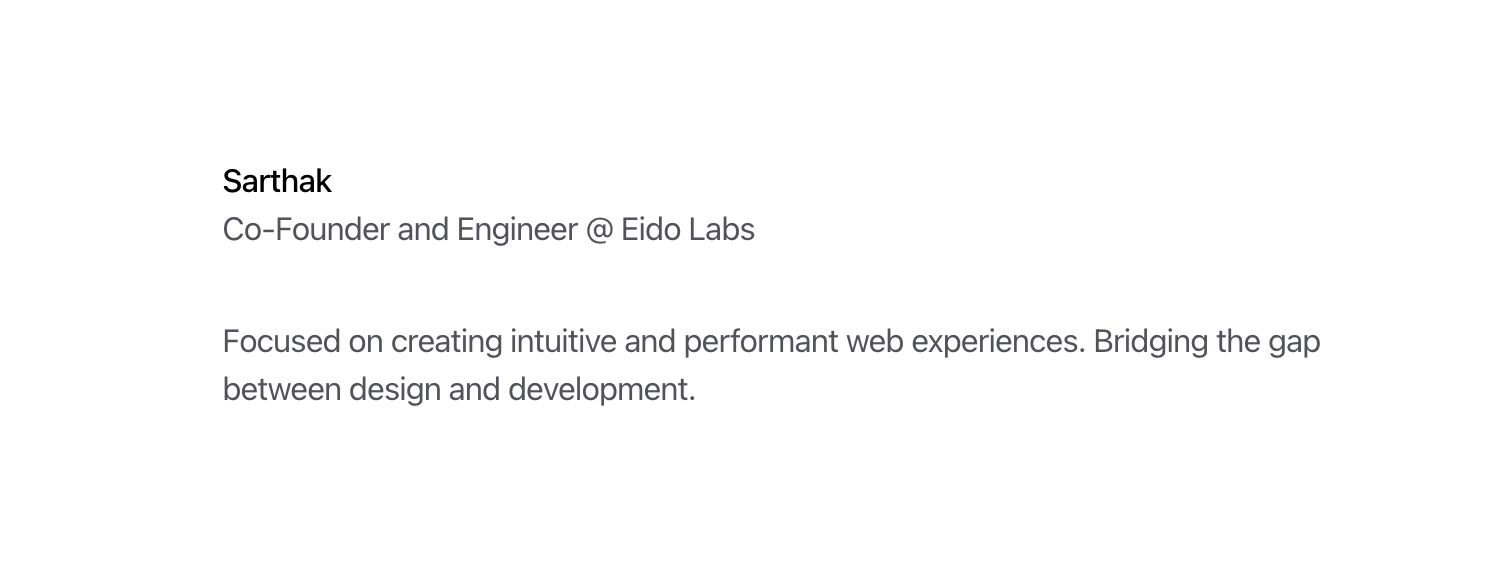 Sarthak
Co-Founder and Engineer @ Eido Labs
Focused on creating intuitive and performant web experiences. Bridging the gap
between design and development.